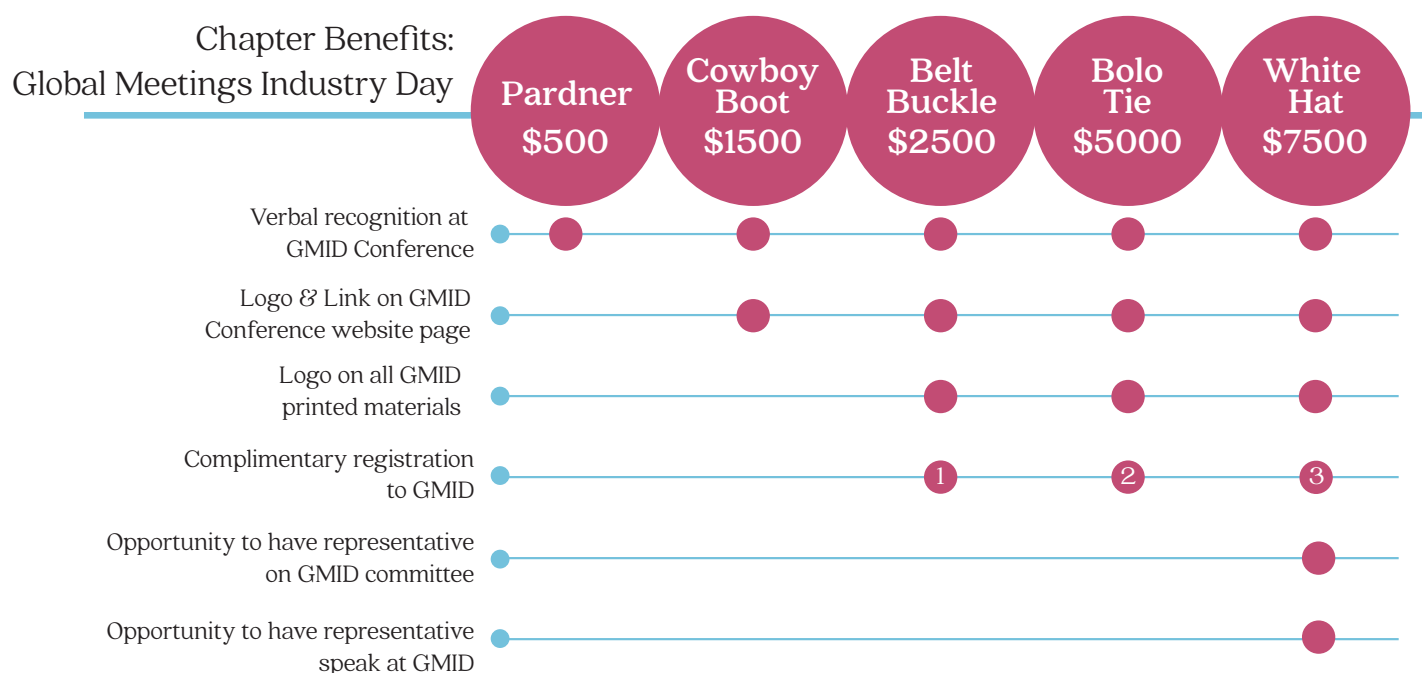 Chapter Benefits:
Global Meetings Industry Day
Pardner
$500
Cowboy
Boot
$1500
Belt
Buckle
$2500
Bolo
Tie
$5000
White
Hat
$7500
Verbal recognition at
GMID Conference
Logo & Link on GMID
Conference website page
Logo on all GMID
printed materials
Complimentary registration
to GMID
1
2
3
Opportunity to have representative
on GMID committee
Opportunity to have representative
speak at GMID